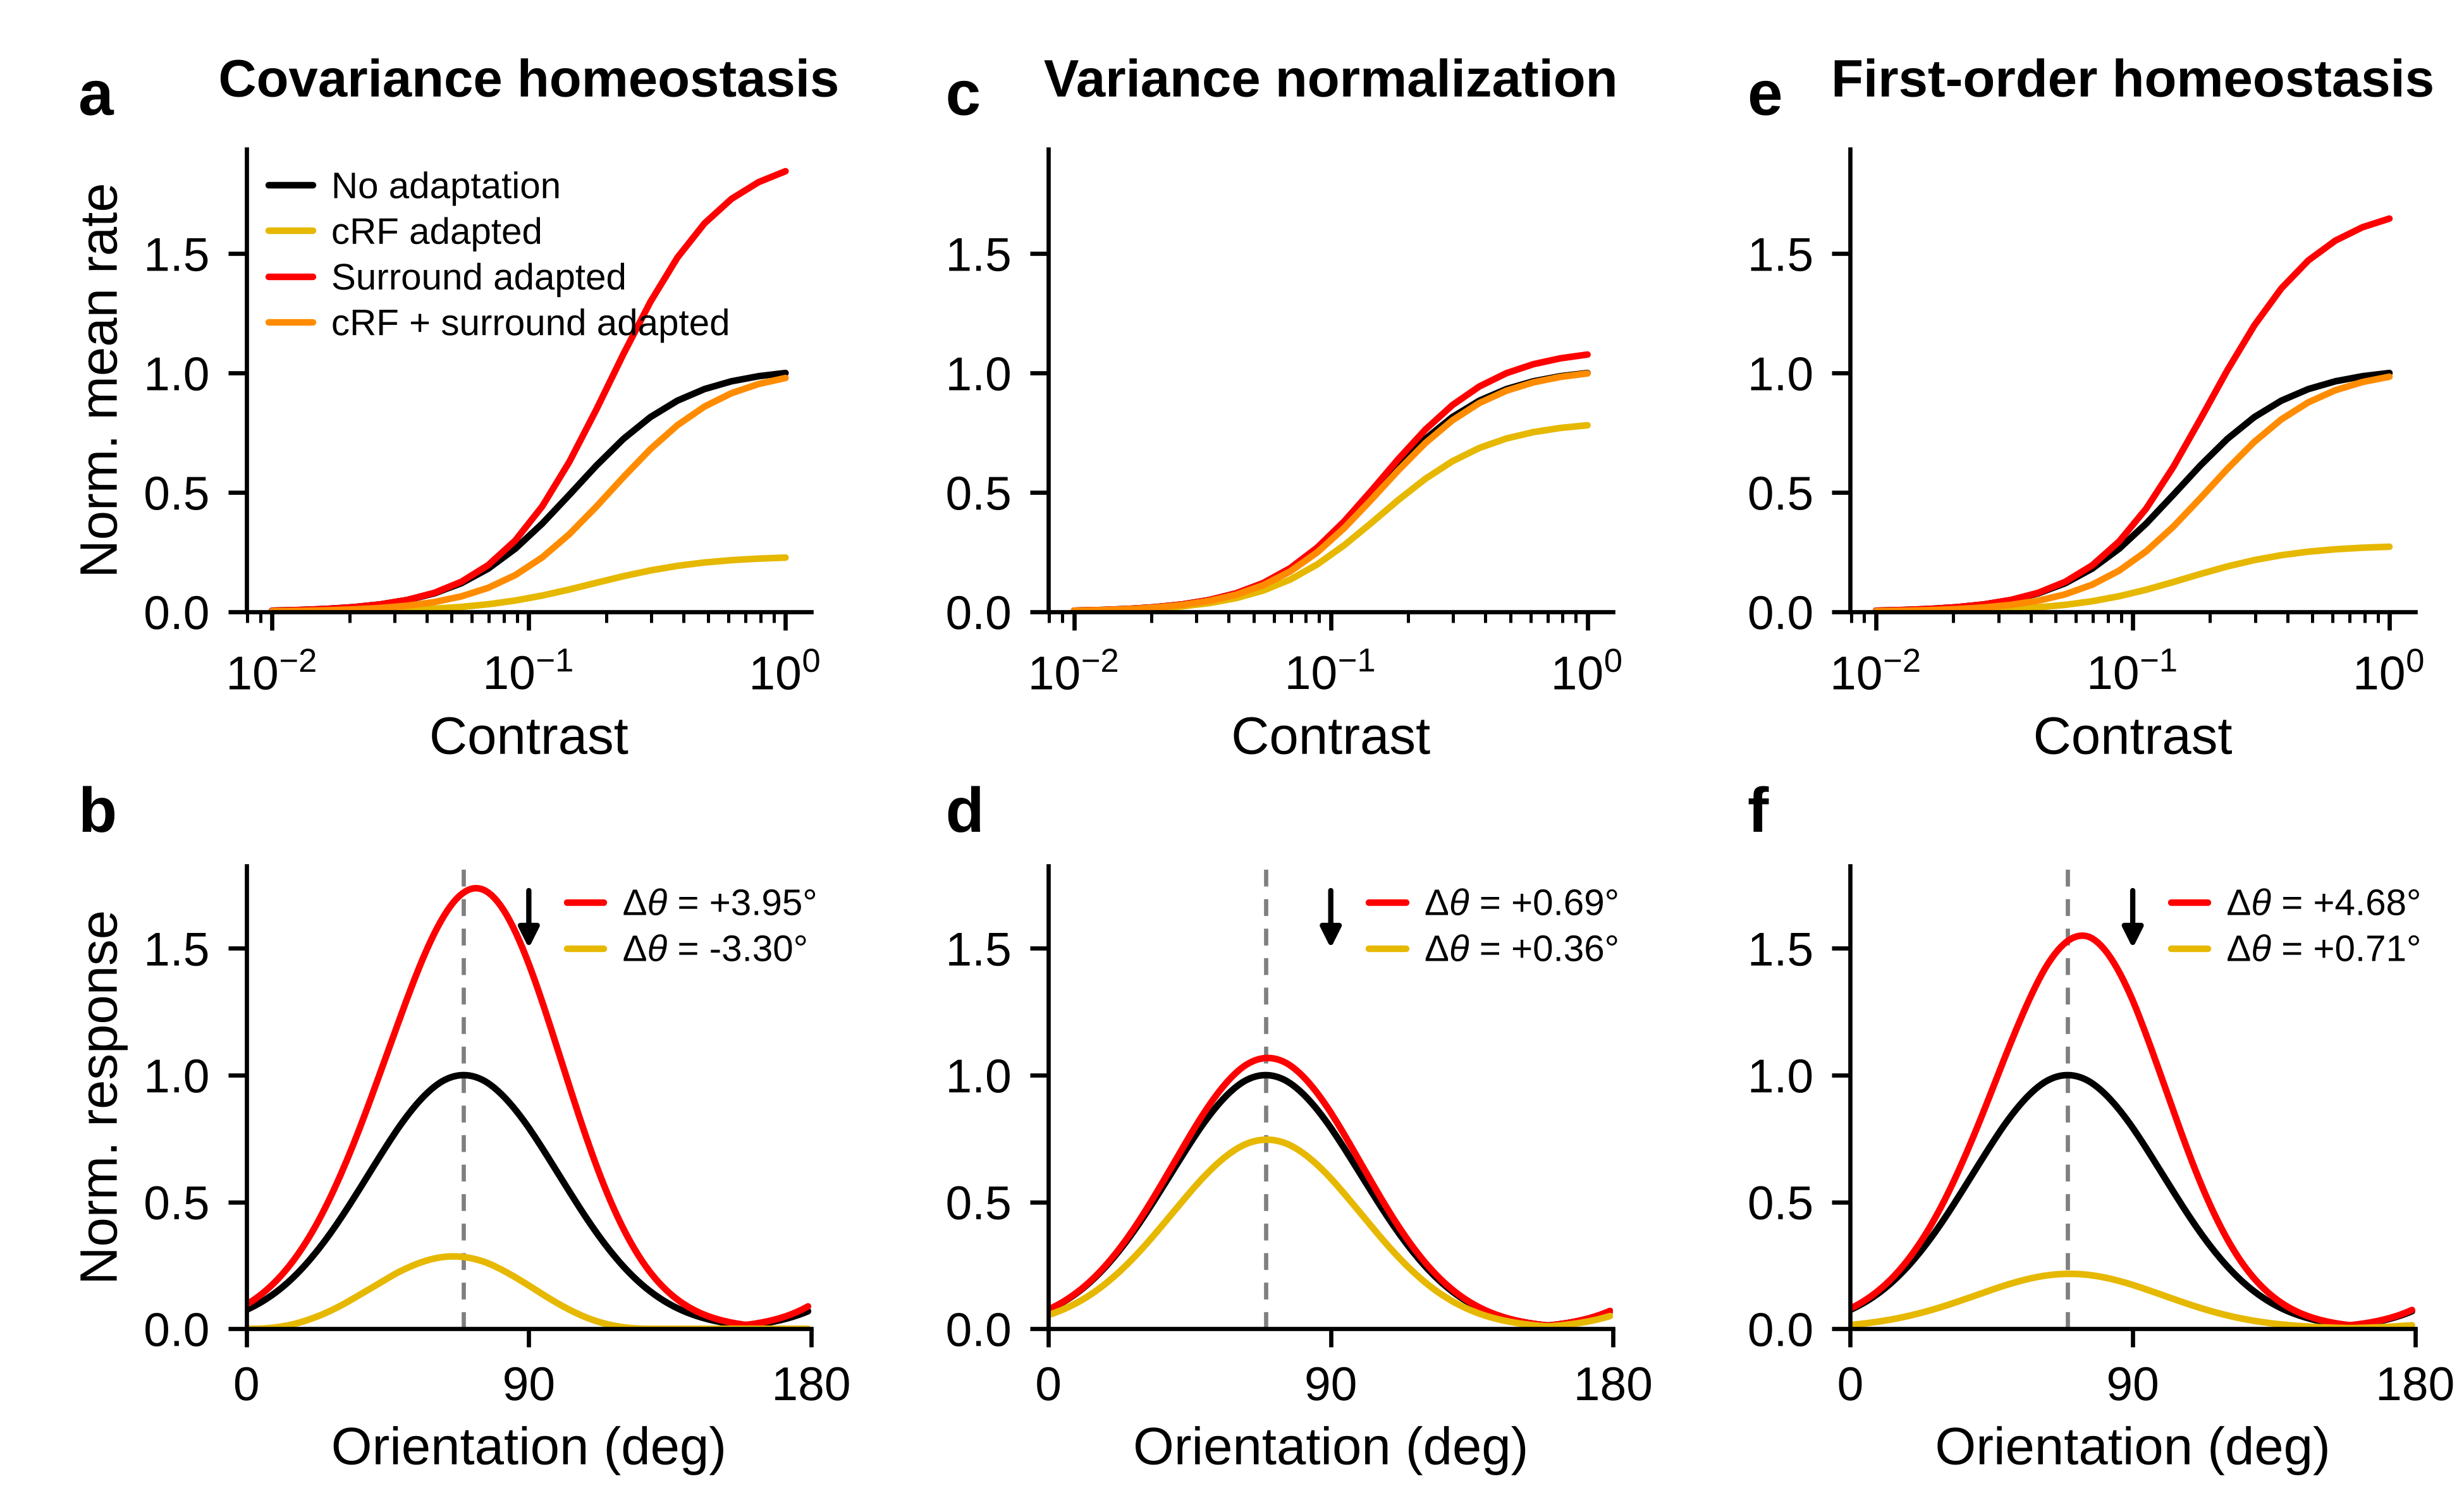 a
Covariance homeostasis
Norm. mean rate
1.5
1.0
0.5
0.0
No adaptation
cRF adapted
Surround adapted
cRF + surround adapted
10⁻²
10⁻¹
10⁰
Contrast
c
Variance normalization
1.5
1.0
0.5
0.0
10⁻²
10⁻¹
10⁰
Contrast
e
First-order homeostasis
1.5
1.0
0.5
0.0
10⁻²
10⁻¹
10⁰
Contrast
b
Norm. response
1.5
1.0
0.5
0.0
Δθ = +3.95°
Δθ = -3.30°
0
90
180
Orientation (deg)
d
1.5
1.0
0.5
0.0
Δθ = +0.69°
Δθ = +0.36°
0
90
180
Orientation (deg)
f
1.5
1.0
0.5
0.0
Δθ = +4.68°
Δθ = +0.71°
0
90
180
Orientation (deg)